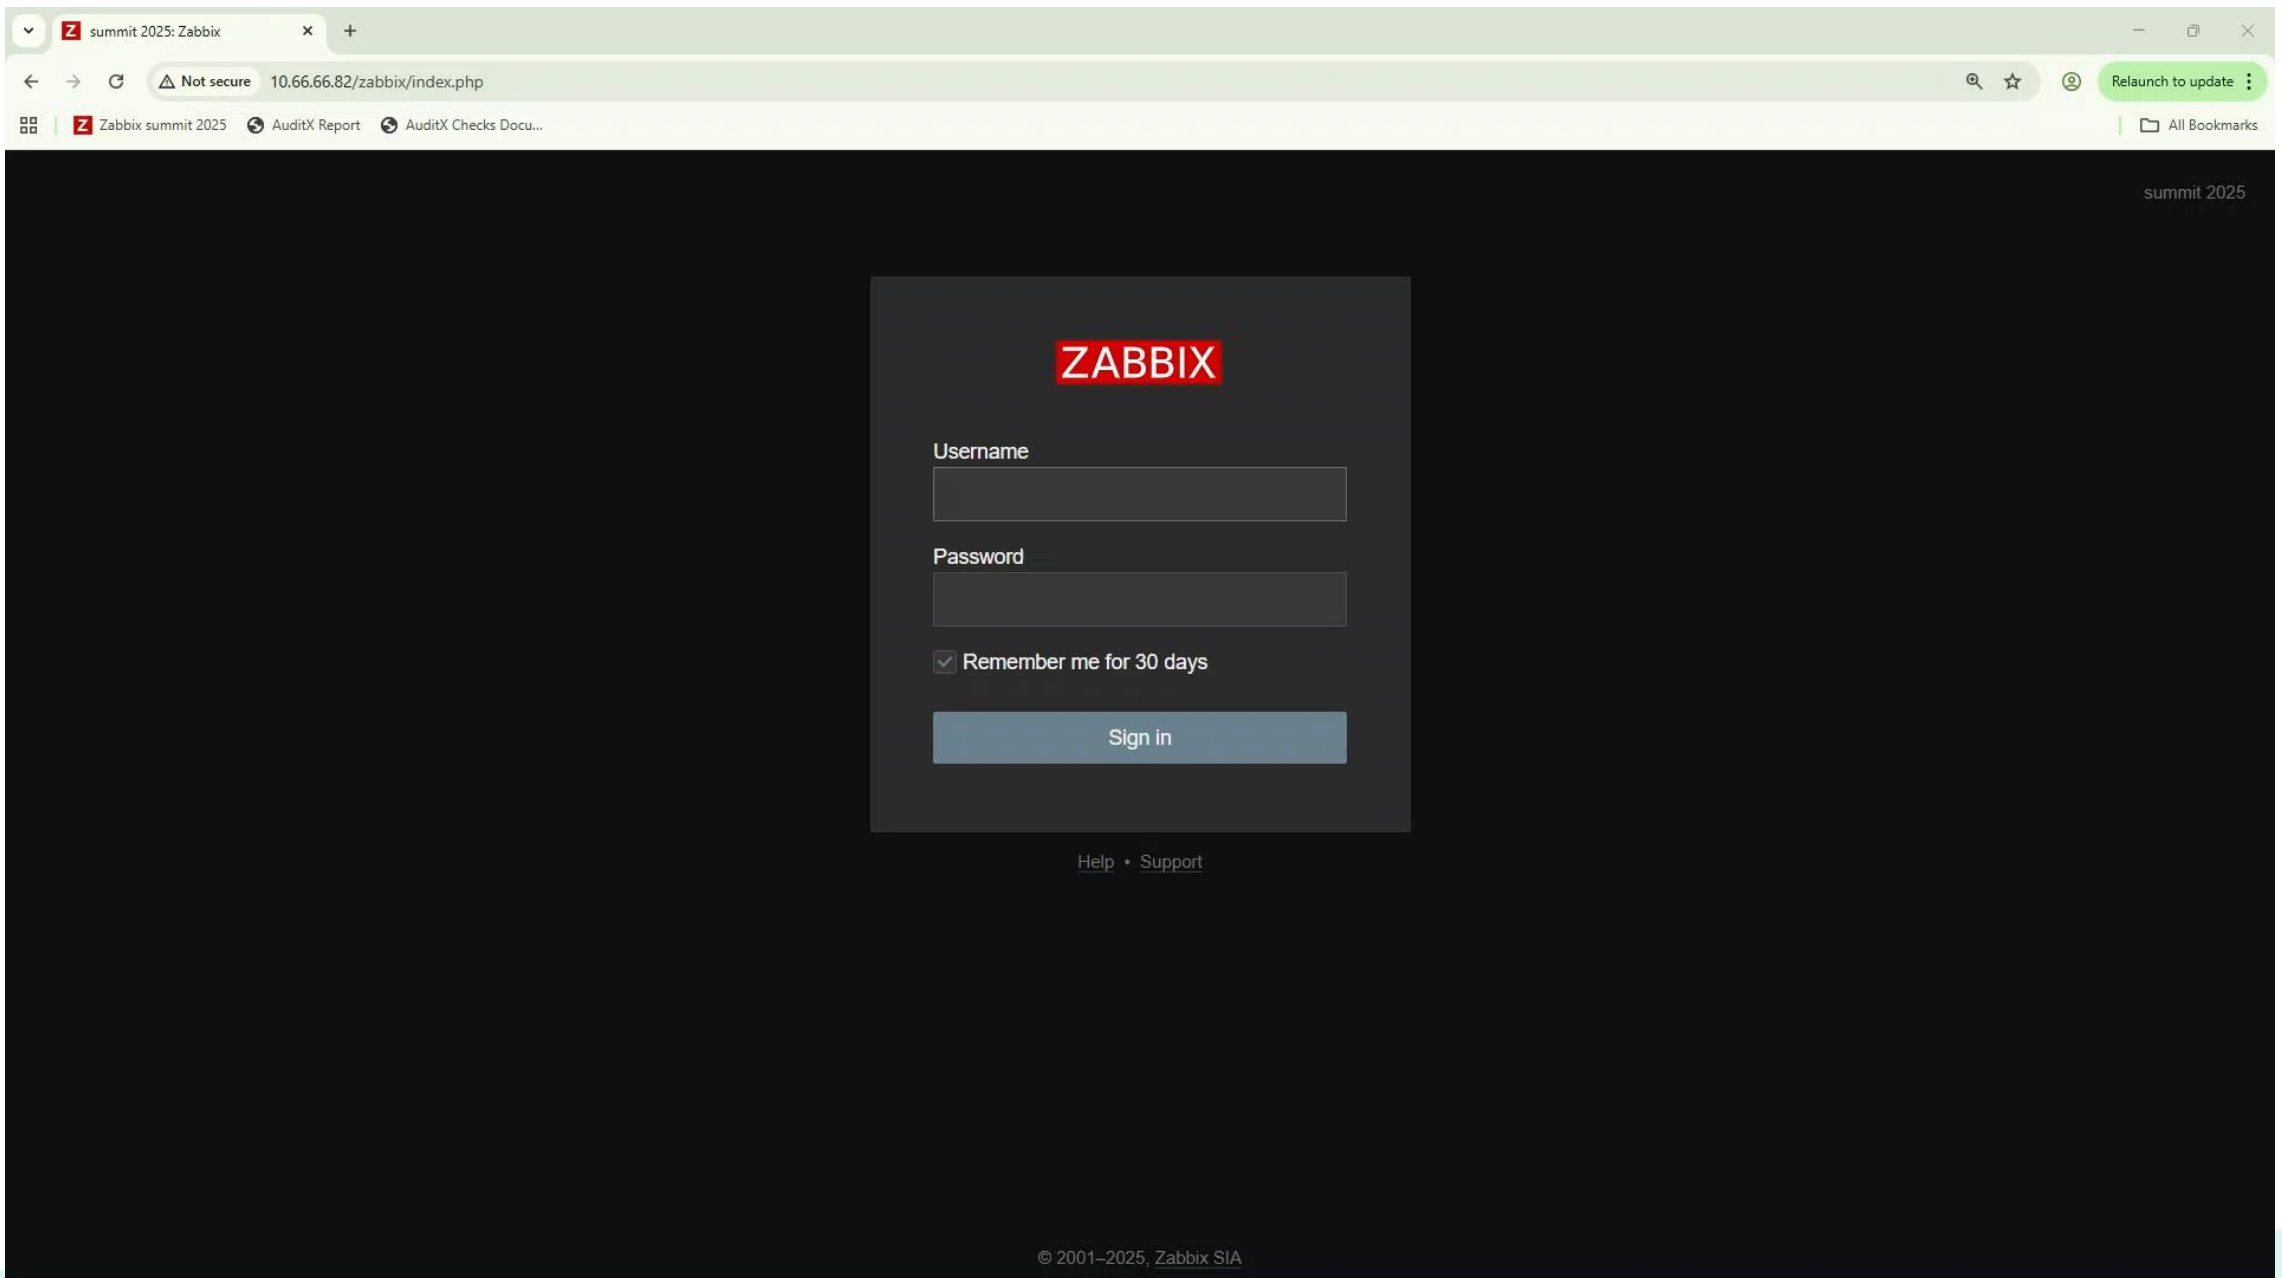 Z summit 2025: Zabbix
Not secure 10.66.66.82/zabbix/index.php Relaunch to update
Z Zabbix summit 2025 AuditX Report AuditX Checks Docu... All Bookmarks
summit 2025
ZABBIX
Username
Password
Remember me for 30 days
Sign in
Help • Support
© 2001–2025, Zabbix SIA